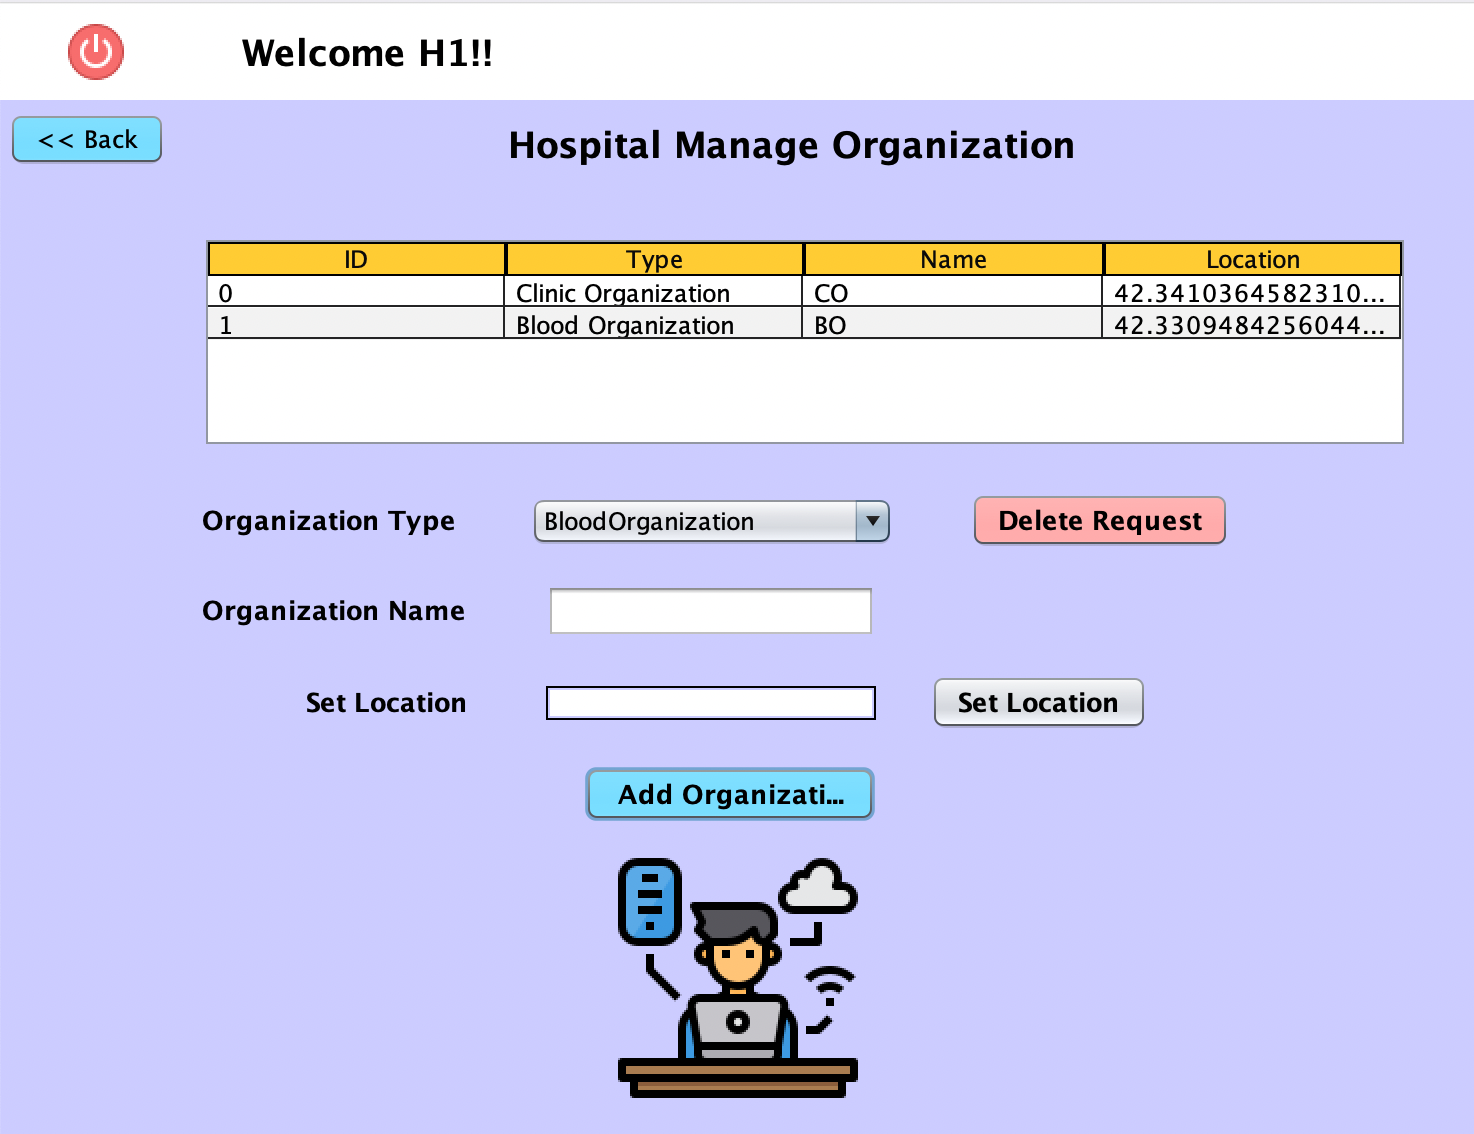 Welcome H1!!
<< Back
Hospital Manage Organization
ID Type Name Location
0 Clinic Organization CO 42.3410364582310...
1 Blood Organization BO 42.3309484256044...
Organization Type BloodOrganization Delete Request
Organization Name
Set Location Set Location
Add Organizati...